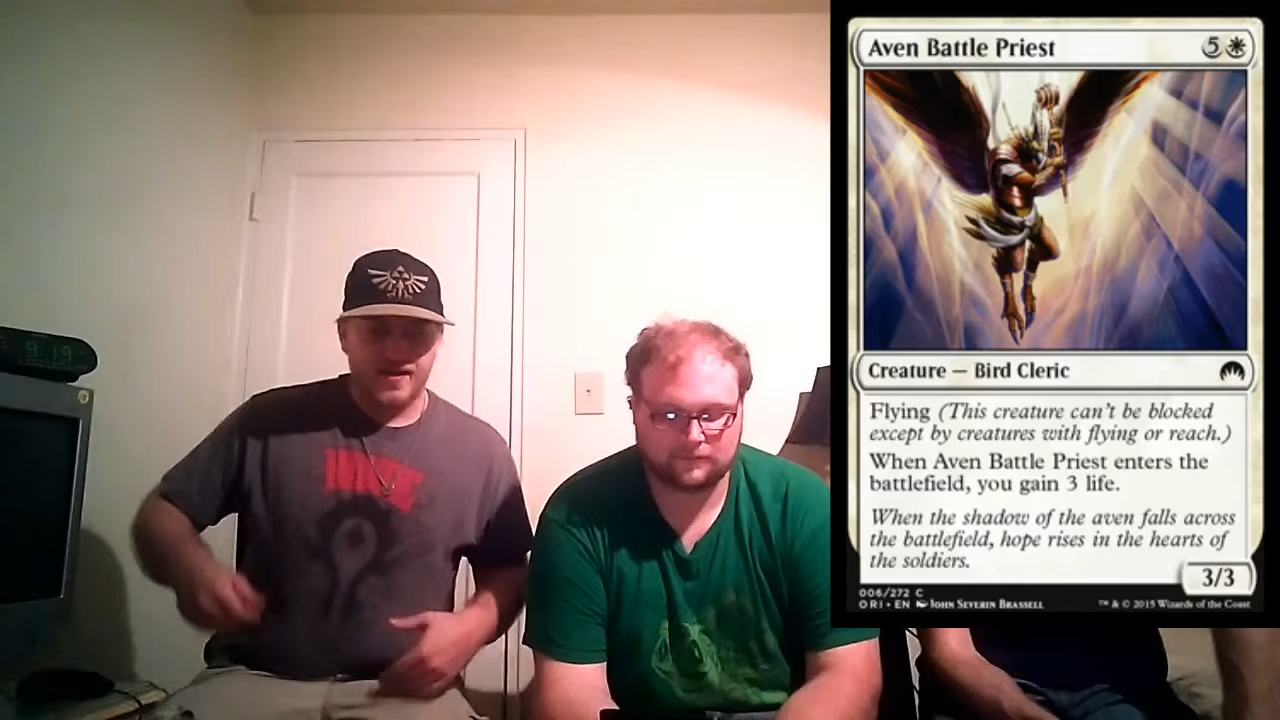 Aven Battle Priest 5
Creature — Bird Cleric
Flying (This creature can't be blocked
except by creatures with flying or reach.)
When Aven Battle Priest enters the
battlefield, you gain 3 life.
When the shadow of the aven falls across
the battlefield, hope rises in the hearts of
the soldiers.
3/3
006/272 C
ORI • EN John Severin Brassell
™ & © 2015 Wizards of the Coast
9:19